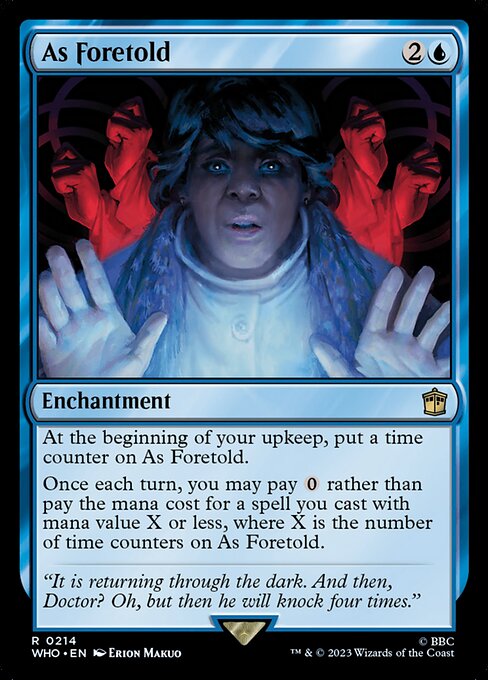 As Foretold 2
Enchantment
At the beginning of your upkeep, put a time
counter on As Foretold.
Once each turn, you may pay 0 rather than
pay the mana cost for a spell you cast with
mana value X or less, where X is the number
of time counters on As Foretold.
“It is returning through the dark. And then,
Doctor? Oh, but then he will knock four times.”
R 0214
WHO • EN Erion Makuo
© BBC
™ & © 2023 Wizards of the Coast